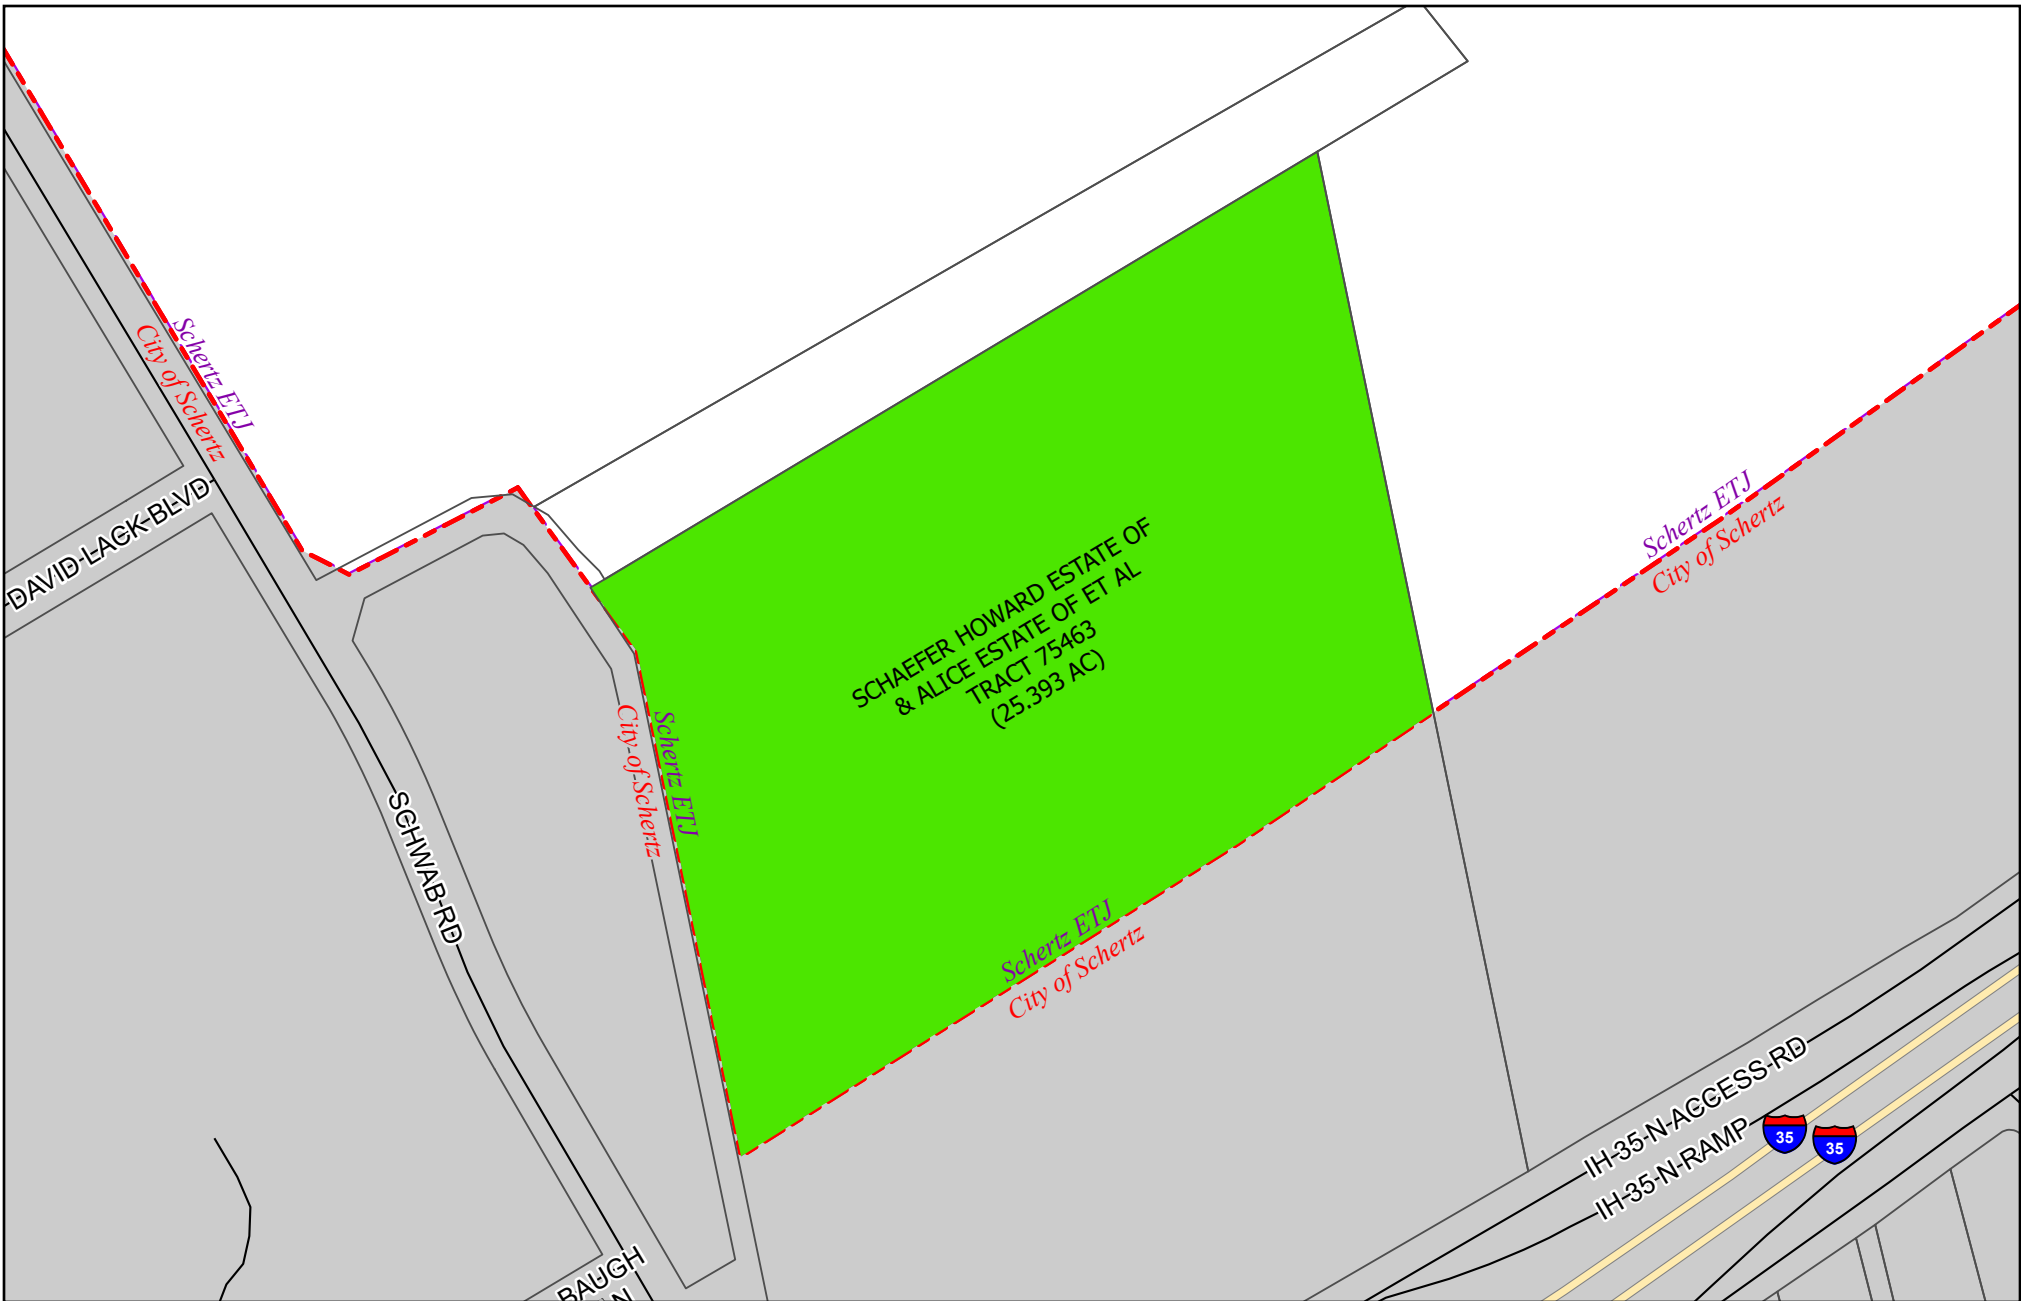 Schertz ETJ
City of Schertz
DAVID LACK BLVD
Schertz ETJ
City of Schertz
SCHAEFER HOWARD ESTATE OF
& ALICE ESTATE OF ET AL
TRACT 75463
(25.393 AC)
Schertz ETJ
City of Schertz
SCHWAB RD
Schertz ETJ
City of Schertz
IH 35 N ACCESS RD
IH 35 N RAMP
35
35
BAUGH